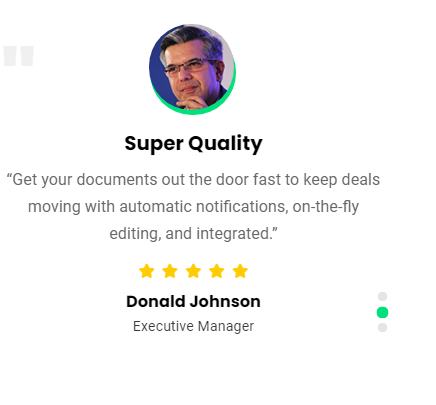 Super Quality
“Get your documents out the door fast to keep deals
moving with automatic notifications, on-the-fly
editing, and integrated.”
Donald Johnson
Executive Manager